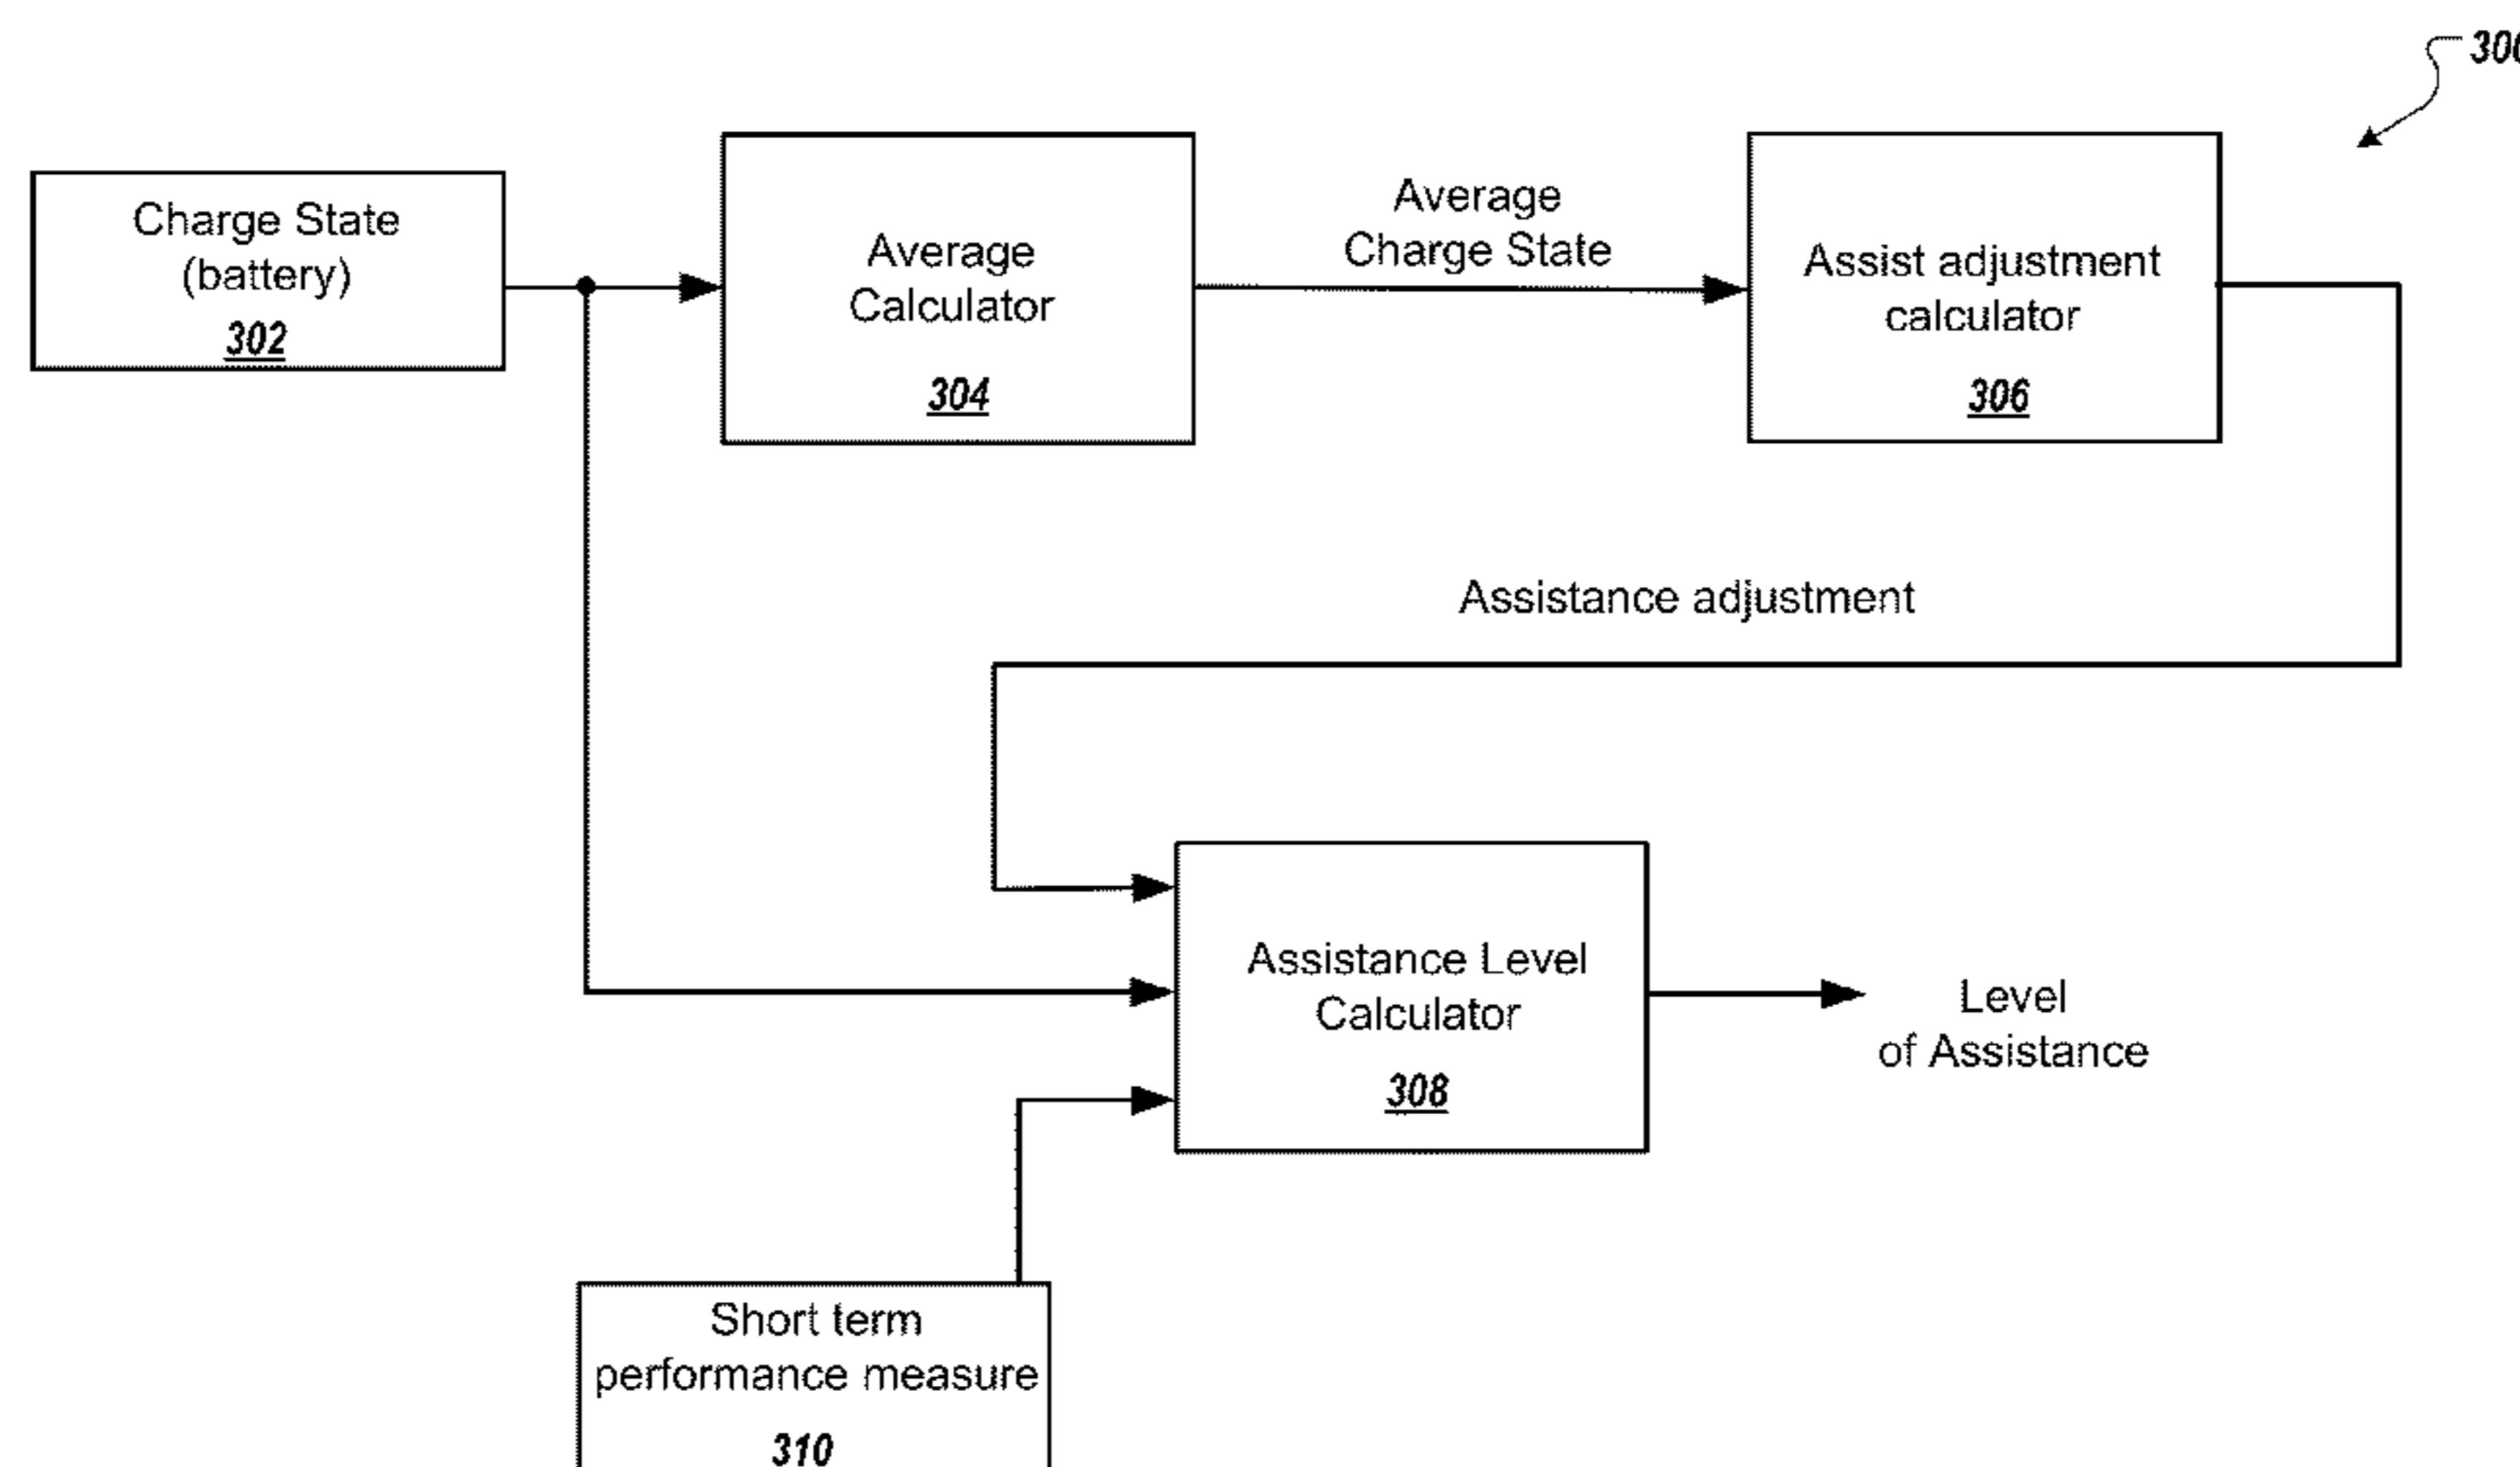 300
Charge State
(battery)
302
Average
Calculator
304
Average
Charge State
Assist adjustment
calculator
306
Assistance adjustment
Assistance Level
Calculator
308
Level
of Assistance
Short term
performance measure
310